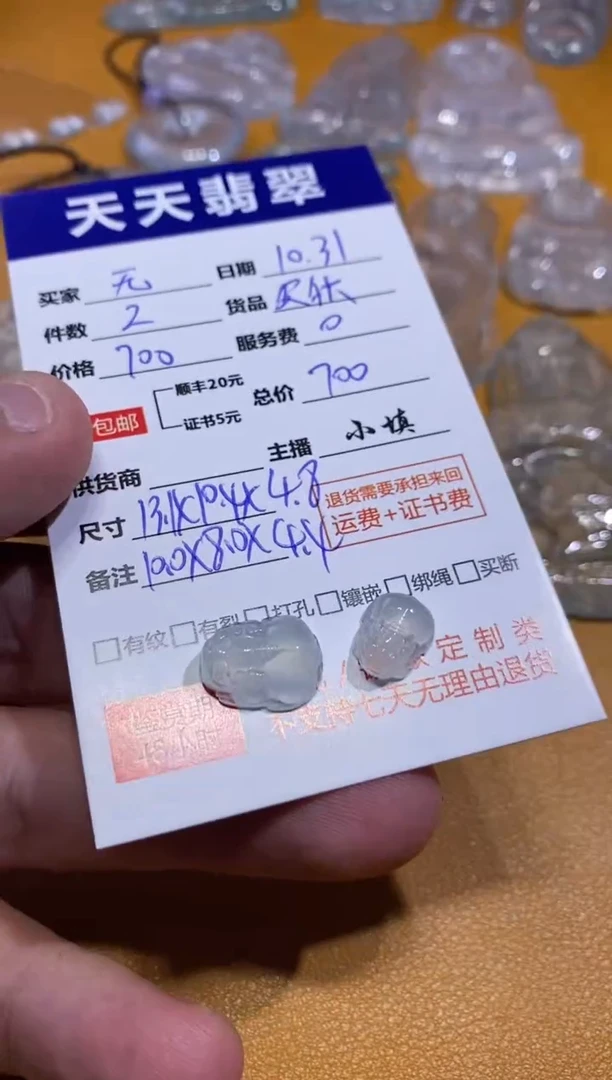 天天翡翠
买家 无 日期 10.31
件数 2 货品
价格 700 服务费 0
包邮 顺丰20元 总价 700
证书5元
供货商 主播 小填
尺寸 13.1X10.4X4.8 退货需要承担来回
运费+证书费
备注 10.0X8.0X4.4
有纹 有裂 打孔 镶嵌 绑绳 买断
定制类
不支持七天无理由退货